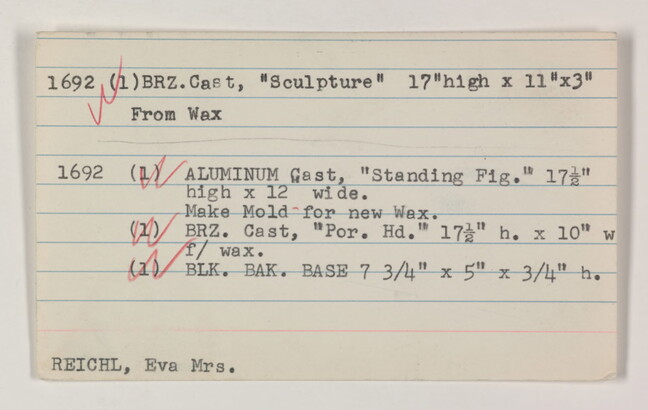 1692 (1)BRZ.Cast, "Sculpture" 17"high x 11"x3"
From Wax
1692 (1) ALUMINUM Cast, "Standing Fig." 17½"
high x 12 wide.
Make Mold for new Wax.
(1) BRZ. Cast, "Por. Hd." 17½" h. x 10" w
f/ wax.
(1) BLK. BAK. BASE 7 3/4" x 5" x 3/4" h.
REICHL, Eva Mrs.